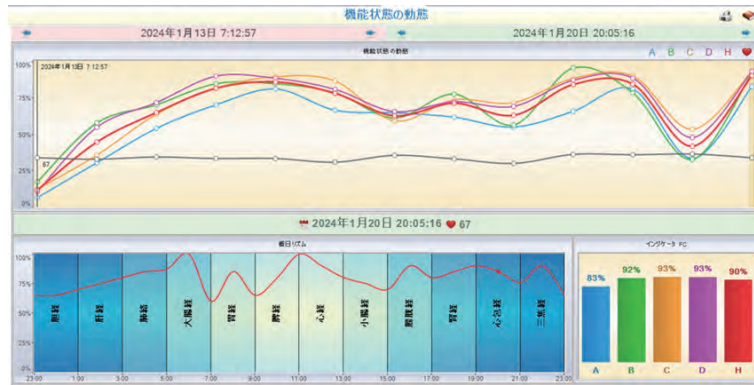 機能状態の動態
2024年1月13日 7:12:57
2024年1月20日 20:05:16
機能状態の動態
A B C D H
2024年1月13日 7:12:57
100%
75%
50%
25%
0%
67
2024年1月20日 20:05:16 67
概日リズム
100%
75%
50%
25%
0%
胆経
肝経
肺経
大腸経
胃経
脾経
心経
小腸経
膀胱経
腎経
心包経
三焦経
23:00 1:00 3:00 5:00 7:00 9:00 11:00 13:00 15:00 17:00 19:00 21:00 23:00
インジケータ FC
83% 92% 93% 93% 90%
A B C D H